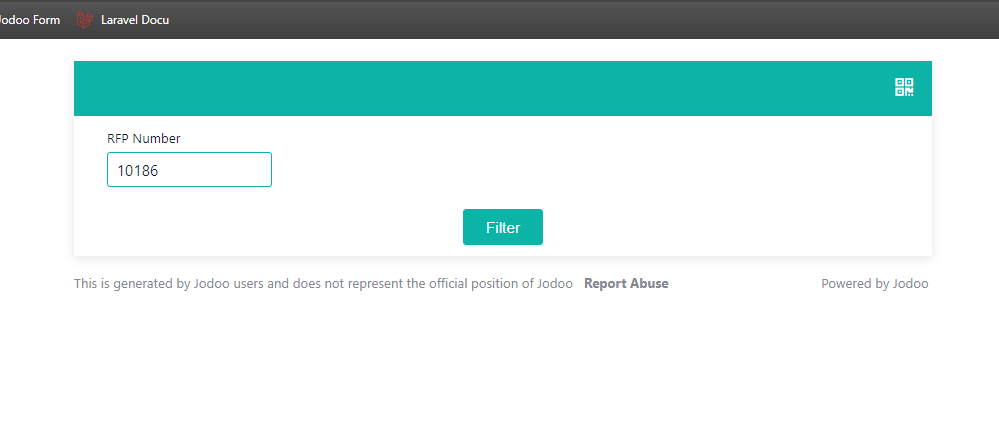 Jodoo Form Laravel Docu
RFP Number
10186
Filter
This is generated by Jodoo users and does not represent the official position of Jodoo Report Abuse Powered by Jodoo